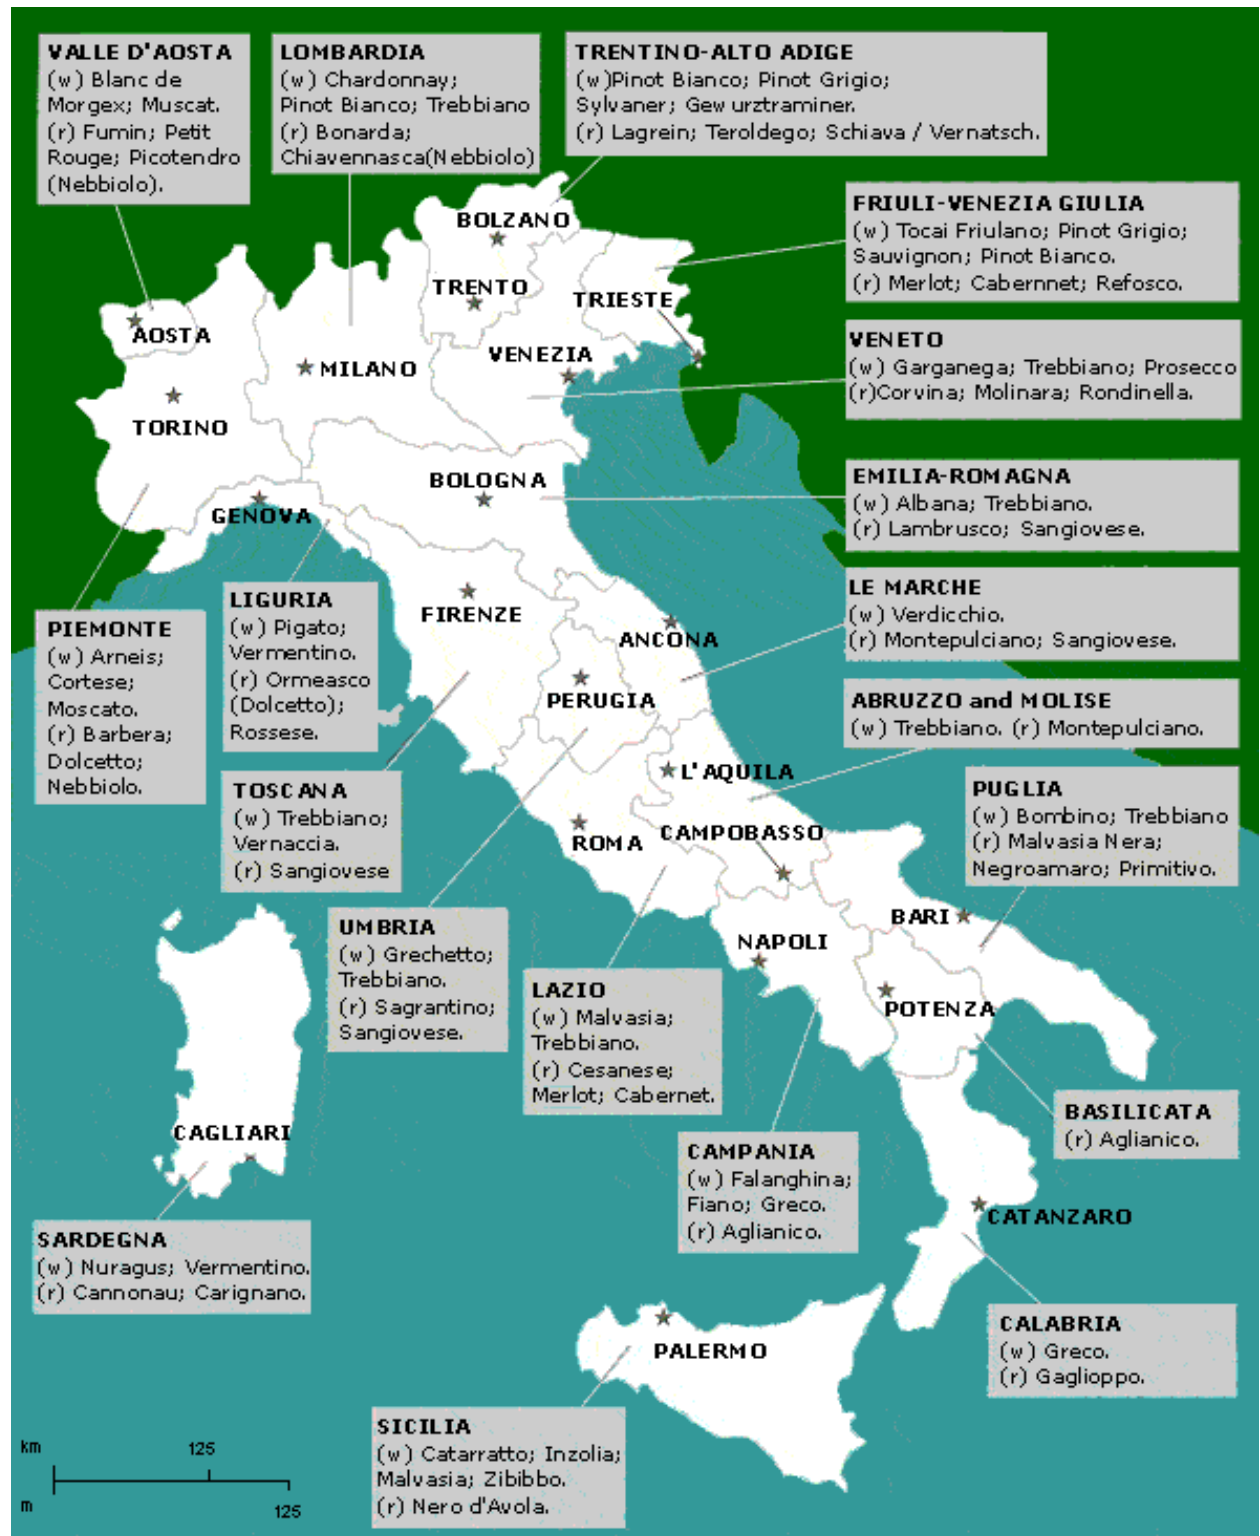 VALLE D'AOSTA
(w) Blanc de
Morgex; Muscat.
(r) Fumin; Petit
Rouge; Picotendro
(Nebbiolo).
LOMBARDIA
(w) Chardonnay;
Pinot Bianco; Trebbiano
(r) Bonarda;
Chiavennasca(Nebbiolo)
TRENTINO-ALTO ADIGE
(w)Pinot Bianco; Pinot Grigio;
Sylvaner; Gew urztraminer.
(r) Lagrein; Teroldego; Schiava / Vernatsch.
FRIULI-VENEZIA GIULIA
(w) Tocai Friulano; Pinot Grigio;
Sauvignon; Pinot Bianco.
(r) Merlot; Cabernnet; Refosco.
VENETO
(w) Garganega; Trebbiano; Prosecco
(r)Corvina; Molinara; Rondinella.
EMILIA-ROMAGNA
(w) Albana; Trebbiano.
(r) Lambrusco; Sangiovese.
LE MARCHE
(w) Verdicchio.
(r) Montepulciano; Sangiovese.
ABRUZZO and MOLISE
(w) Trebbiano. (r) Montepulciano.
PUGLIA
(w) Bombino; Trebbiano
(r) Malvasia Nera;
Negroamaro; Primitivo.
BOLZANO
TRENTO
TRIESTE
AOSTA
MILANO
VENEZIA
TORINO
BOLOGNA
GENOVA
FIRENZE
ANCONA
PERUGIA
L'AQUILA
ROMA
CAMPOBASSO
BARI
NAPOLI
POTENZA
CAGLIARI
CATANZARO
PALERMO
PIEMONTE
(w) Arneis;
Cortese;
Moscato.
(r) Barbera;
Dolcetto;
Nebbiolo.
LIGURIA
(w) Pigato;
Vermentino.
(r) Ormeasco
(Dolcetto);
Rossese.
TOSCANA
(w) Trebbiano;
Vernaccia.
(r) Sangiovese
UMBRIA
(w) Grechetto;
Trebbiano.
(r) Sagrantino;
Sangiovese.
LAZIO
(w) Malvasia;
Trebbiano.
(r) Cesanese;
Merlot; Cabernet.
BASILICATA
(r) Aglianico.
CAMPANIA
(w) Falanghina;
Fiano; Greco.
(r) Aglianico.
SARDEGNA
(w) Nuragus; Vermentino.
(r) Cannonau; Carignano.
CALABRIA
(w) Greco.
(r) Gaglioppo.
SICILIA
(w) Catarratto; Inzolia;
Malvasia; Zibibbo.
(r) Nero d'Avola.
km 125
m 125